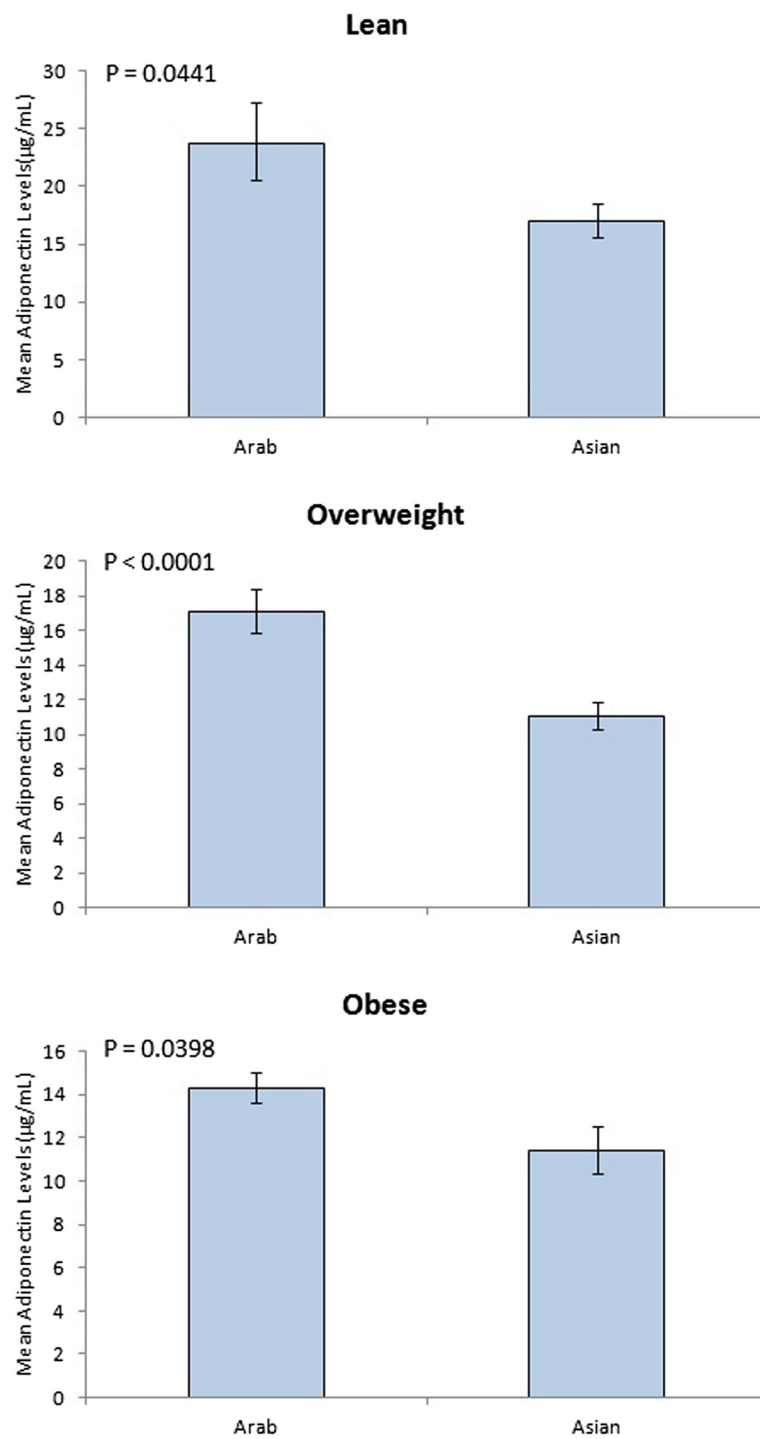 Lean
P = 0.0441
Mean Adiponectin Levels(µg/mL)
30
25
20
15
10
5
0
Arab Asian
Overweight
P < 0.0001
Mean Adiponectin Levels (µg/mL)
20
18
16
14
12
10
8
6
4
2
0
Arab Asian
Obese
P = 0.0398
Mean Adiponectin Levels (µg/mL)
16
14
12
10
8
6
4
2
0
Arab Asian